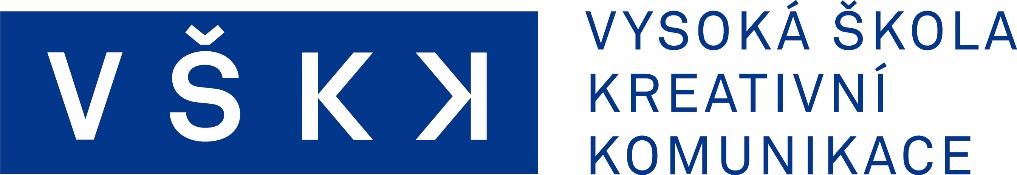 VŠKK
VYSOKÁ ŠKOLA
KREATIVNÍ
KOMUNIKACE